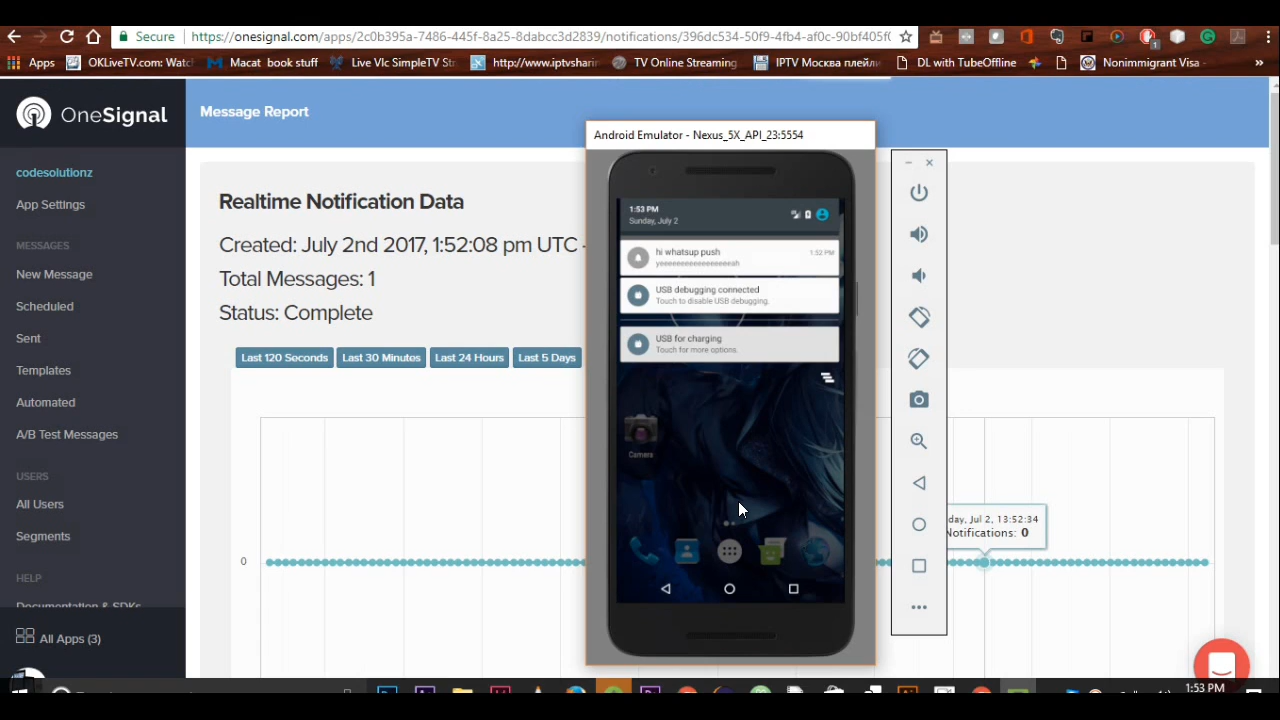 Secure
https://onesignal.com/apps/2c0b395a-7486-445f-8a25-8dabcc3d2839/notifications/396dc534-50f9-4fb4-af0c-90bf405f0
Apps
OKLiveTV.com: Watc
Macat book stuff
Live Vlc SimpleTV St
http://www.iptvsharin
TV Online Streaming
IPTV Москва плейли
DL with TubeOffline
Nonimmigrant Visa -
»
OneSignal
Message Report
codesolutionz
App Settings
MESSAGES
New Message
Scheduled
Sent
Templates
Automated
A/B Test Messages
USERS
All Users
Segments
HELP
Documentation & SDKs
All Apps (3)
Realtime Notification Data
Created: July 2nd 2017, 1:52:08 pm UTC -
Total Messages: 1
Status: Complete
Last 120 Seconds
Last 30 Minutes
Last 24 Hours
Last 5 Days
0
Android Emulator - Nexus_5X_API_23:5554
1:53 PM
Sunday, July 2
hi whatsup push
1:52 PM
USB debugging connected
Touch to disable USB debugging.
USB for charging
Touch for more options.
Camera
day, Jul 2, 13:52:34
Notifications: 0
1:53 PM